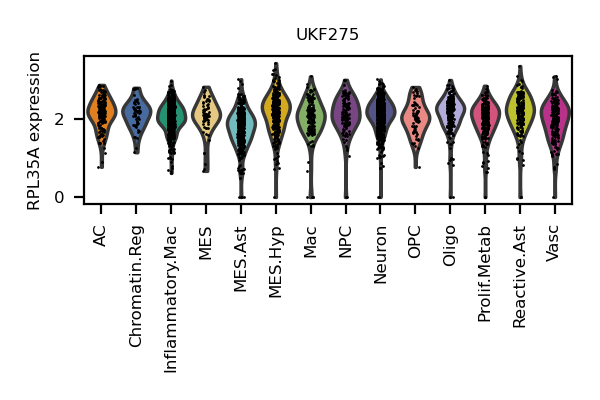 UKF275
RPL35A expression
2
0
AC
Chromatin.Reg
Inflammatory.Mac
MES
MES.Ast
MES.Hyp
Mac
NPC
Neuron
OPC
Oligo
Prolif.Metab
Reactive.Ast
Vasc